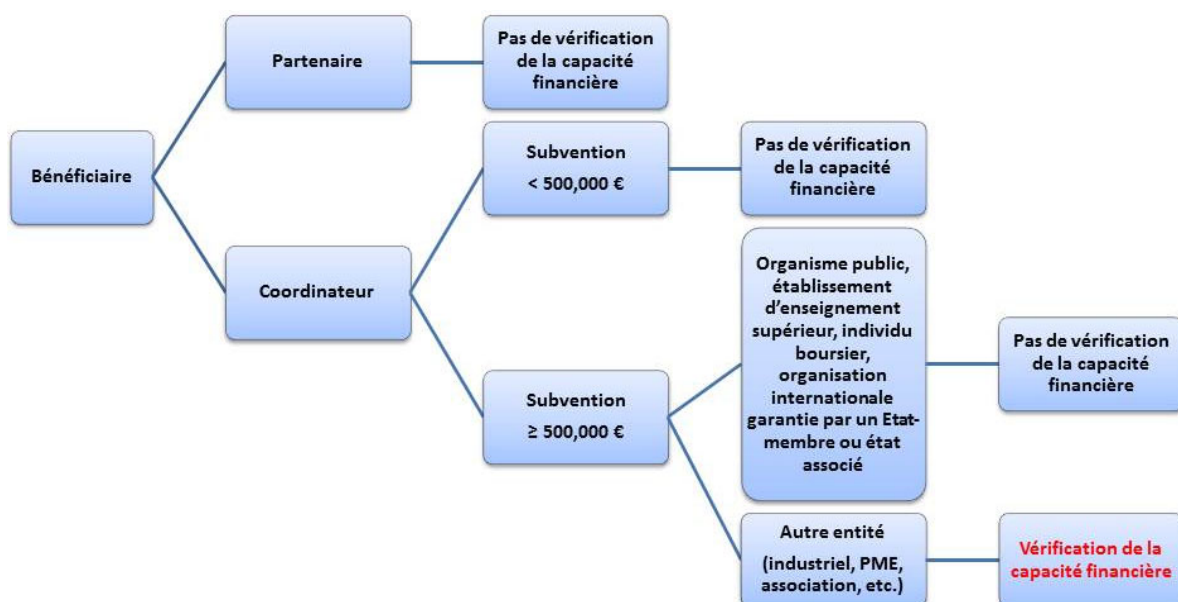 Bénéficiaire
Partenaire
Pas de vérification
de la capacité
financière
Coordinateur
Subvention
< 500,000 €
Pas de vérification
de la capacité
financière
Subvention
≥ 500,000 €
Organisme public,
établissement
d’enseignement
supérieur, individu
boursier,
organisation
internationale
garantie par un Etat-
membre ou état
associé
Pas de vérification
de la capacité
financière
Autre entité
(industriel, PME,
association, etc.)
Vérification de la
capacité financière